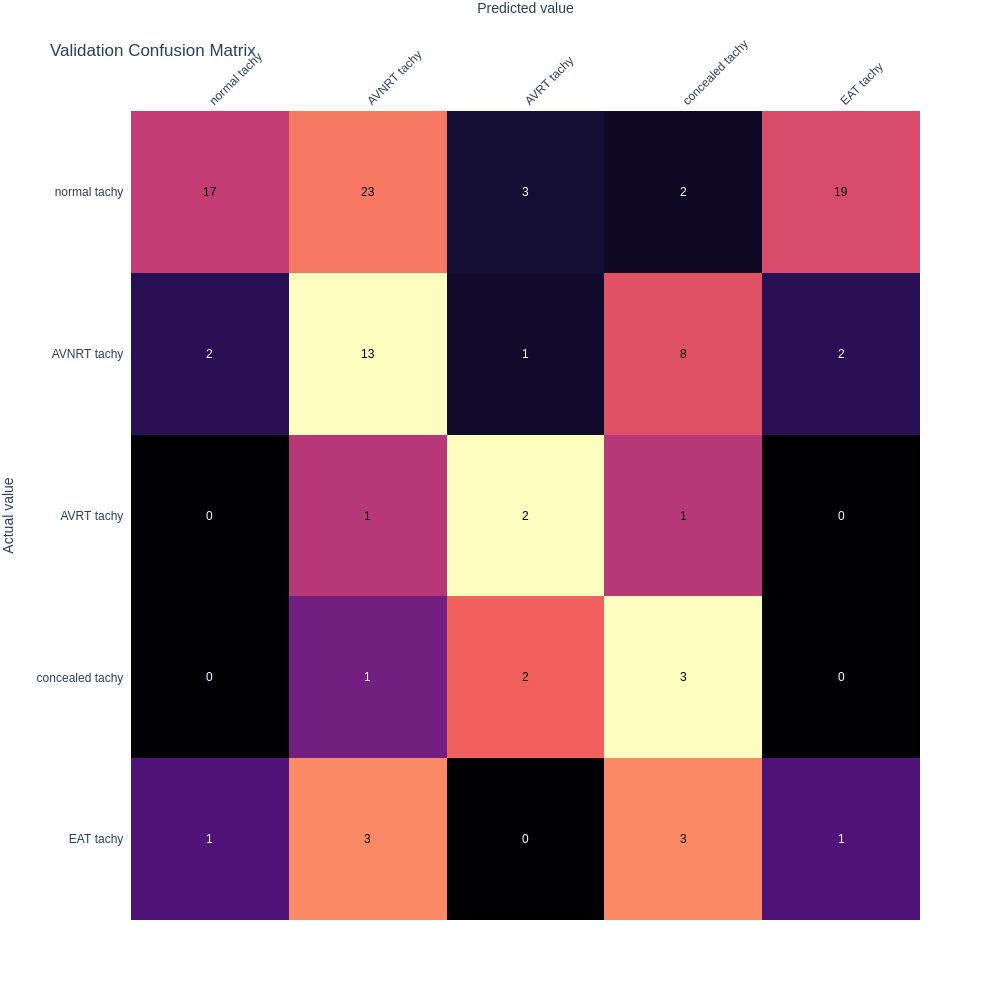 Predicted value
Validation Confusion Matrix
normal tachy AVNRT tachy AVRT tachy concealed tachy EAT tachy
normal tachy 17 23 3 2 19
AVNRT tachy 2 13 1 8 2
Actual value
AVRT tachy 0 1 2 1 0
concealed tachy 0 1 2 3 0
EAT tachy 1 3 0 3 1